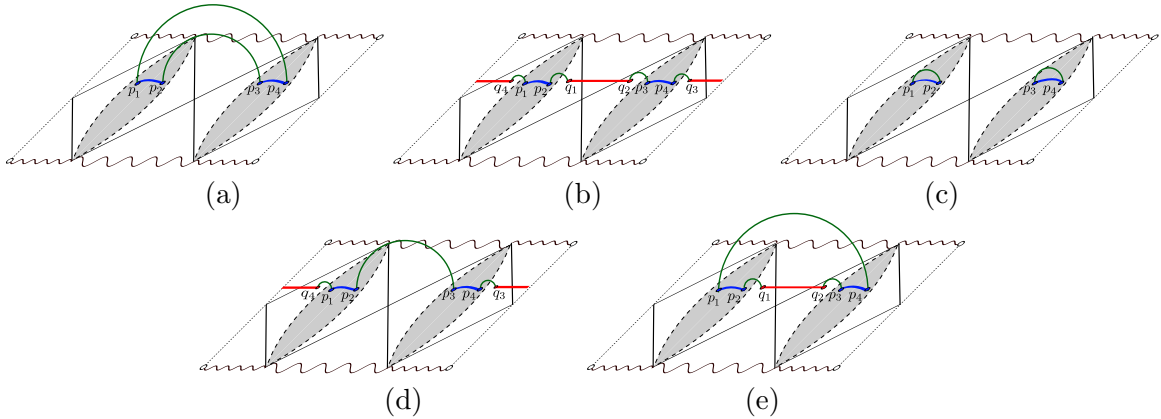 p₁ p₂ p₃ p₄
(a)
q₄ p₁ p₂ q₁ q₂ p₃ p₄ q₃
(b)
p₁ p₂ p₃ p₄
(c)
q₄ p₁ p₂ p₃ p₄ q₃
(d)
p₁ p₂ q₁ q₂ p₃ p₄
(e)